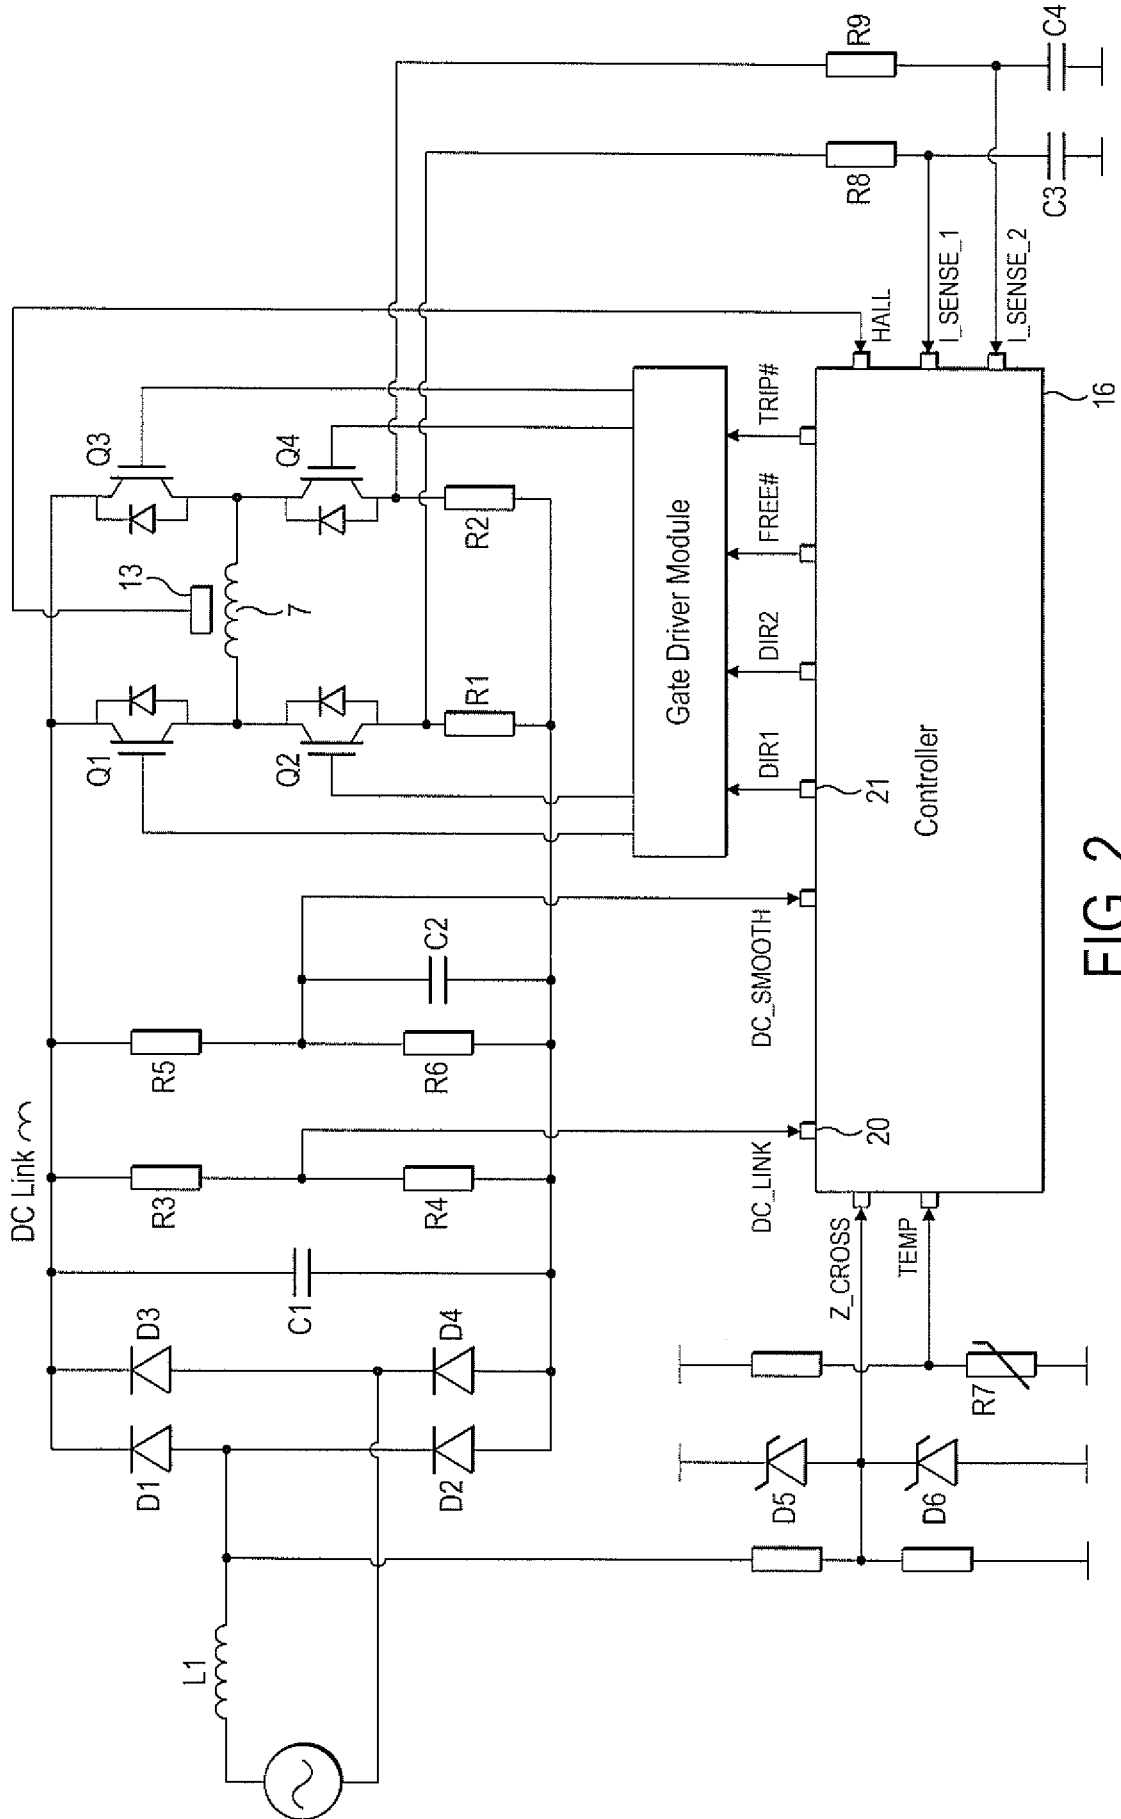 DC Link
L1
D1
D3
D2
D4
C1
R3
R4
R5
R6
C2
Q1
Q2
Q3
Q4
13
7
R1
R2
R8
R9
C3
C4
Gate Driver Module
DIR1
DIR2
FREE#
TRIP#
DC_LINK
DC_SMOOTH
20
21
Controller
16
HALL
I_SENSE_1
I_SENSE_2
Z_CROSS
TEMP
D5
D6
R7
FIG. 2